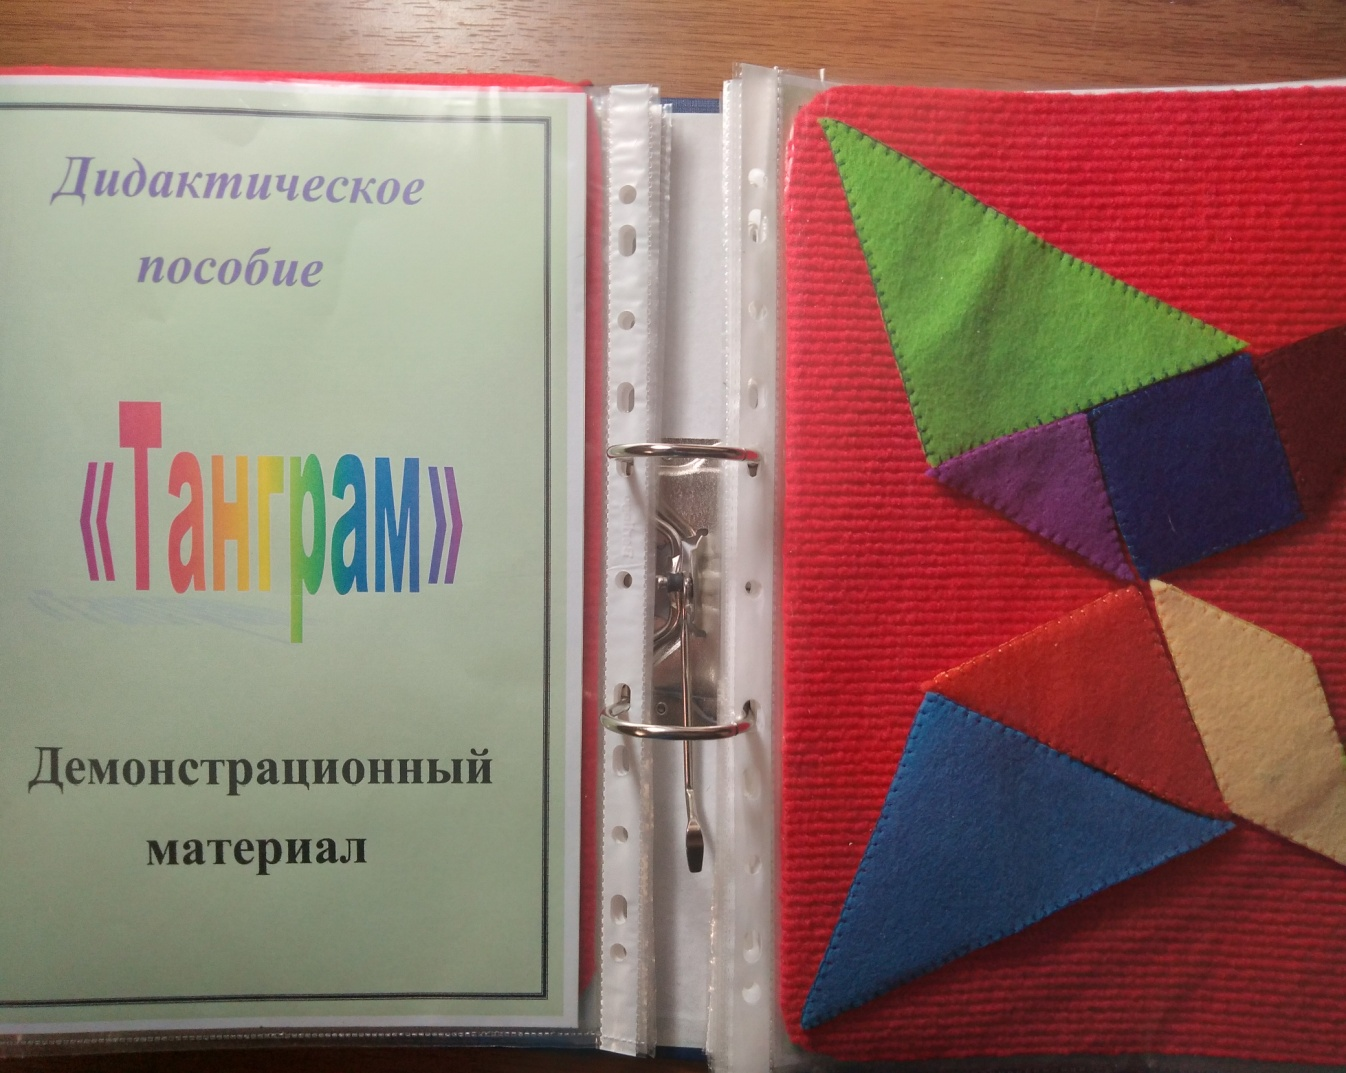 Дидактическое
пособие
«Танграм»
Демонстрационный
материал